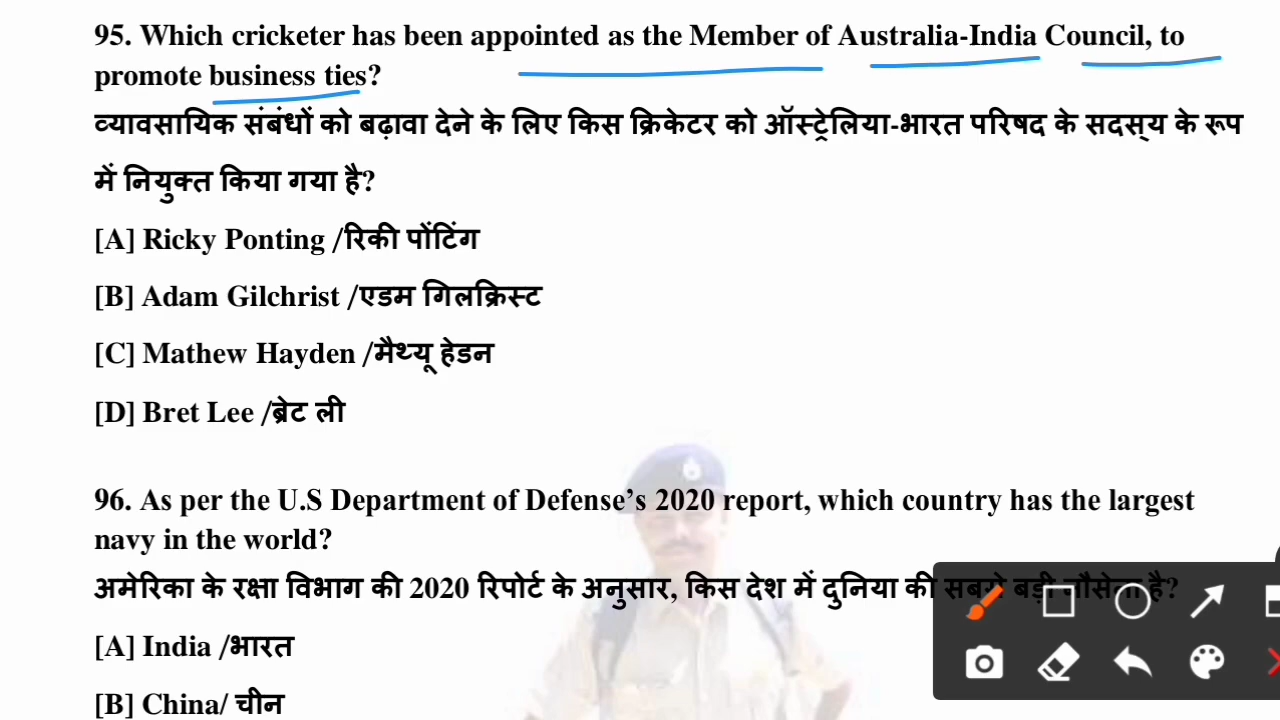 95. Which cricketer has been appointed as the Member of Australia-India Council, to
promote business ties?
व्यावसायिक संबंधों को बढ़ावा देने के लिए किस क्रिकेटर को ऑस्ट्रेलिया-भारत परिषद के सदस्य के रूप
में नियुक्त किया गया है?
[A] Ricky Ponting /रिकी पोंटिंग
[B] Adam Gilchrist /एडम गिलक्रिस्ट
[C] Mathew Hayden /मैथ्यू हेडन
[D] Bret Lee /ब्रेट ली
96. As per the U.S Department of Defense’s 2020 report, which country has the largest
navy in the world?
अमेरिका के रक्षा विभाग की 2020 रिपोर्ट के अनुसार, किस देश में दुनिया की सबसे बड़ी नौसेना है?
[A] India /भारत
[B] China/ चीन